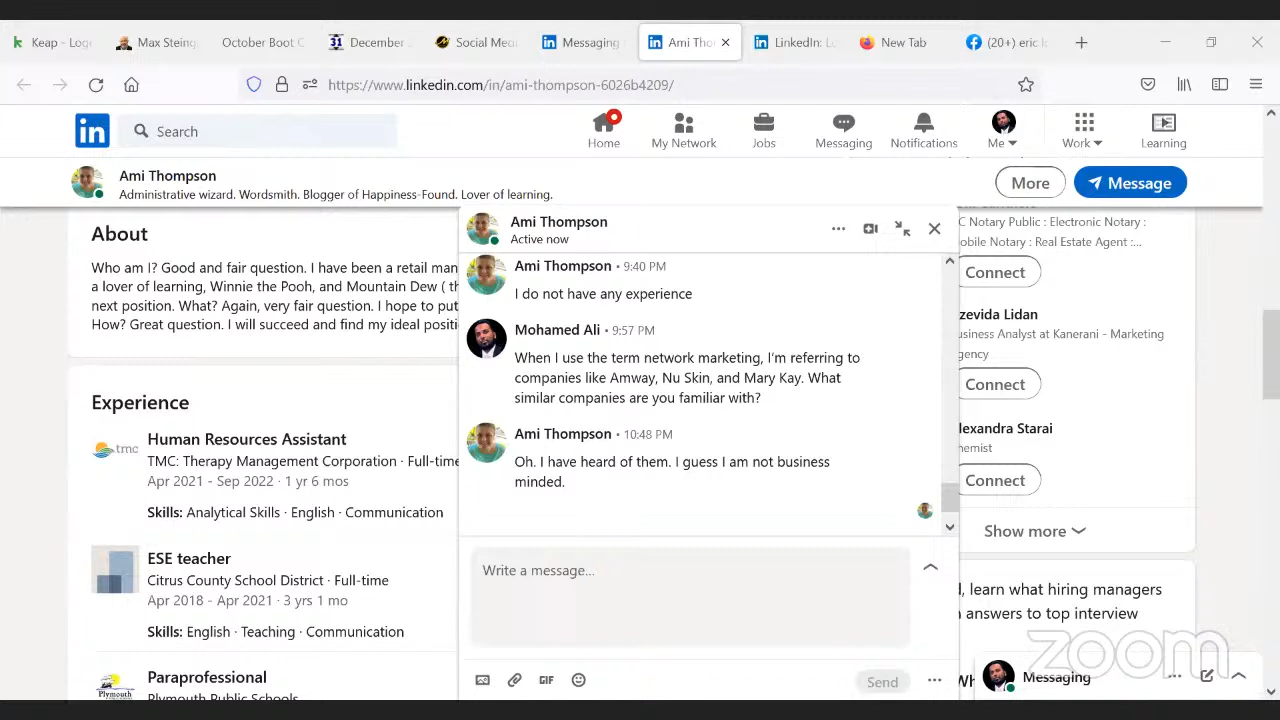 Keap - Log
Max Steing
October Boot C
31
December
Social Med
Messaging
Ami Tho
LinkedIn: L
New Tab
(20+) eric l
https://www.linkedin.com/in/ami-thompson-6026b4209/
in
Search
Home
My Network
Jobs
Messaging
Notifications
Me
Work
Learning
Ami Thompson
Administrative wizard. Wordsmith. Blogger of Happiness-Found. Lover of learning.
More
Message
About
Who am I? Good and fair question. I have been a retail man
a lover of learning, Winnie the Pooh, and Mountain Dew ( th
next position. What? Again, very fair question. I hope to put
How? Great question. I will succeed and find my ideal positi
Experience
tmc
Human Resources Assistant
TMC: Therapy Management Corporation · Full-time
Apr 2021 - Sep 2022 · 1 yr 6 mos
Skills: Analytical Skills · English · Communication
ESE teacher
Citrus County School District · Full-time
Apr 2018 - Apr 2021 · 3 yrs 1 mo
Skills: English · Teaching · Communication
Plymouth
Paraprofessional
Plymouth Public Schools
Ami Thompson
Active now
Ami Thompson • 9:40 PM
I do not have any experience
Mohamed Ali • 9:57 PM
When I use the term network marketing, I'm referring to
companies like Amway, Nu Skin, and Mary Kay. What
similar companies are you familiar with?
Ami Thompson • 10:48 PM
Oh. I have heard of them. I guess I am not business
minded.
Write a message...
GIF
Send
C Notary Public : Electronic Notary :
obile Notary : Real Estate Agent :...
Connect
zevida Lidan
usiness Analyst at Kanerani - Marketing
gency
Connect
lexandra Starai
hemist
Connect
Show more
d, learn what hiring managers
n answers to top interview
zoom
Wh
Messaging